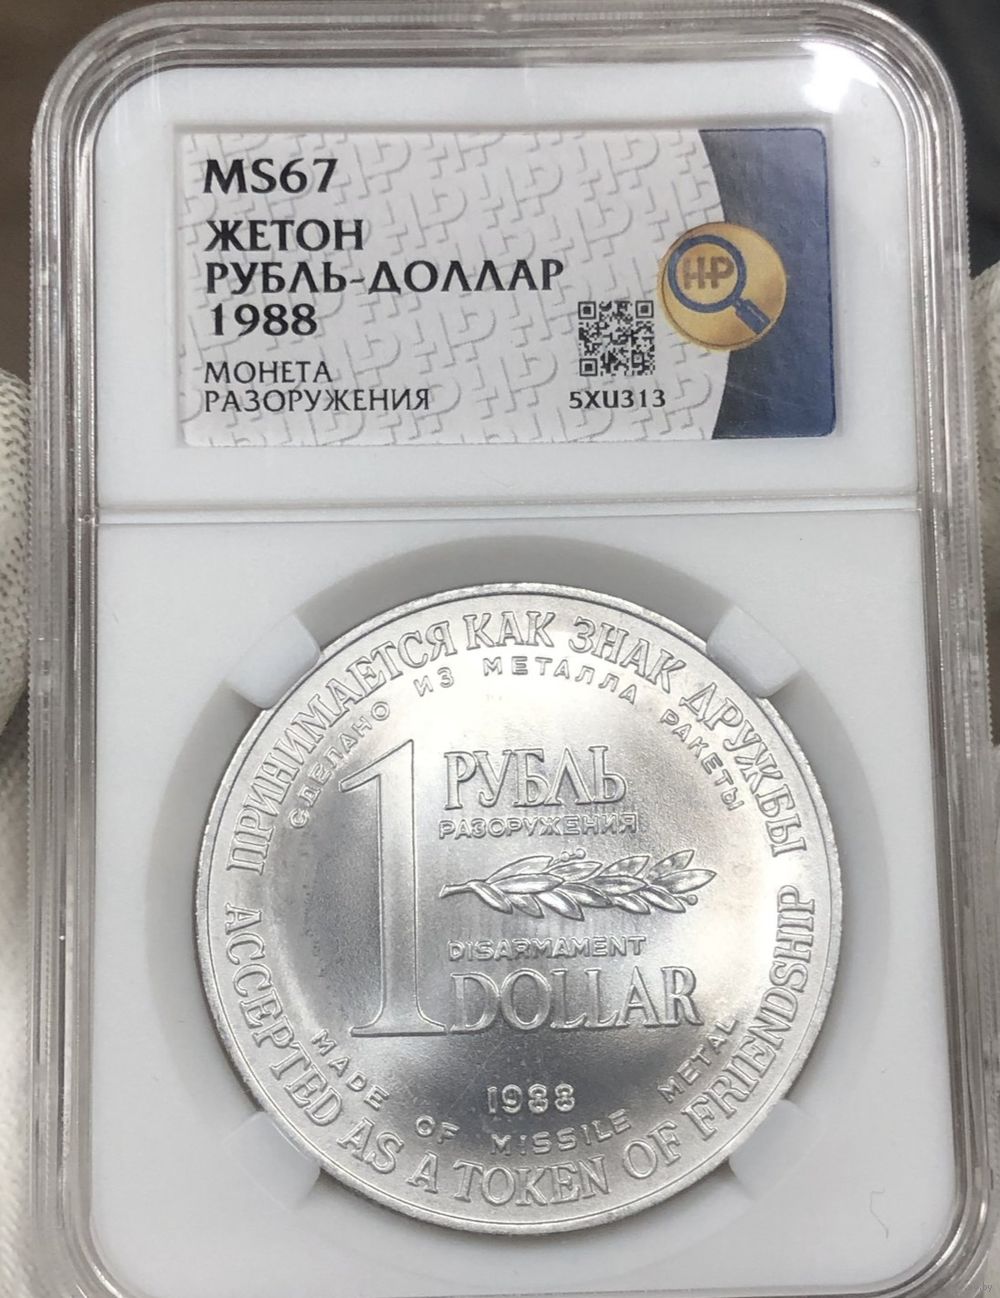 MS67
ЖЕТОН
РУБЛЬ-ДОЛЛАР
1988
МОНЕТА
РАЗОРУЖЕНИЯ
НР
5XU313
ПРИНИМАЕТСЯ КАК ЗНАК ДРУЖБЫ
СДЕЛАНО ИЗ МЕТАЛЛА РАКЕТЫ
1 РУБЛЬ
РАЗОРУЖЕНИЯ
DISARMAMENT
DOLLAR
1988
MADE OF MISSILE METAL
ACCEPTED AS A TOKEN OF FRIENDSHIP